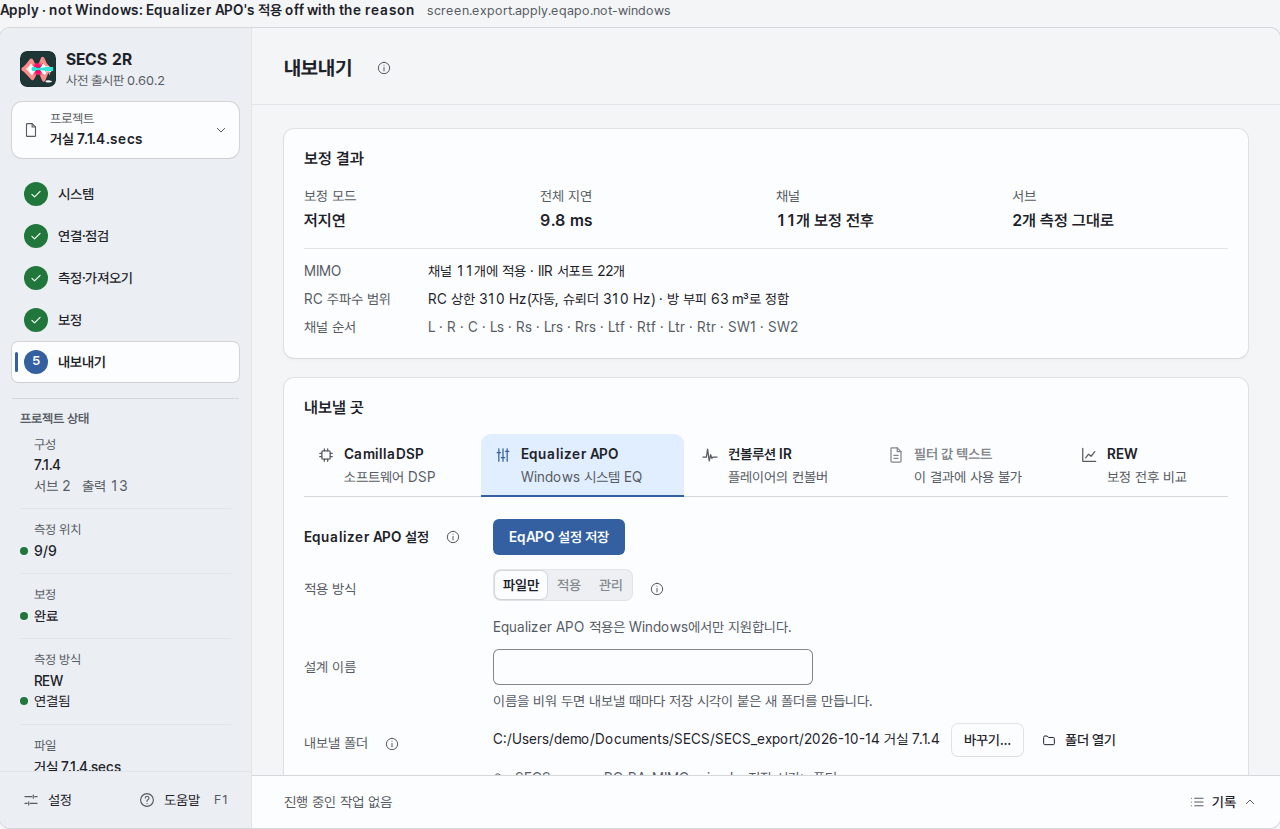 Apply · not Windows: Equalizer APO's 적용 off with the reason screen.export.apply.eqapo.not-windows
SECS 2R
사전 출시판 0.60.2
프로젝트
거실 7.1.4.secs
시스템
연결·점검
측정·가져오기
보정
5 내보내기
프로젝트 상태
구성
7.1.4
서브 2 출력 13
측정 위치
9/9
보정
완료
측정 방식
REW
연결됨
파일
거실 7.1.4.secs
설정
도움말 F1
내보내기
보정 결과
보정 모드
저지연
전체 지연
9.8 ms
채널
11개 보정 전후
서브
2개 측정 그대로
MIMO 채널 11개에 적용 · IIR 서포트 22개
RC 주파수 범위 RC 상한 310 Hz(자동, 슈뢰더 310 Hz) · 방 부피 63 m³로 정함
채널 순서 L · R · C · Ls · Rs · Lrs · Rrs · Ltf · Rtf · Ltr · Rtr · SW1 · SW2
내보낼 곳
CamillaDSP
소프트웨어 DSP
Equalizer APO
Windows 시스템 EQ
컨볼루션 IR
플레이어의 컨볼버
필터 값 텍스트
이 결과에 사용 불가
REW
보정 전후 비교
Equalizer APO 설정 EqAPO 설정 저장
적용 방식 파일만 적용 관리
Equalizer APO 적용은 Windows에서만 지원합니다.
설계 이름
이름을 비워 두면 내보낼 때마다 저장 시각이 붙은 새 폴더를 만듭니다.
내보낼 폴더 C:/Users/demo/Documents/SECS/SECS_export/2026-10-14 거실 7.1.4 바꾸기... 폴더 열기
진행 중인 작업 없음
기록